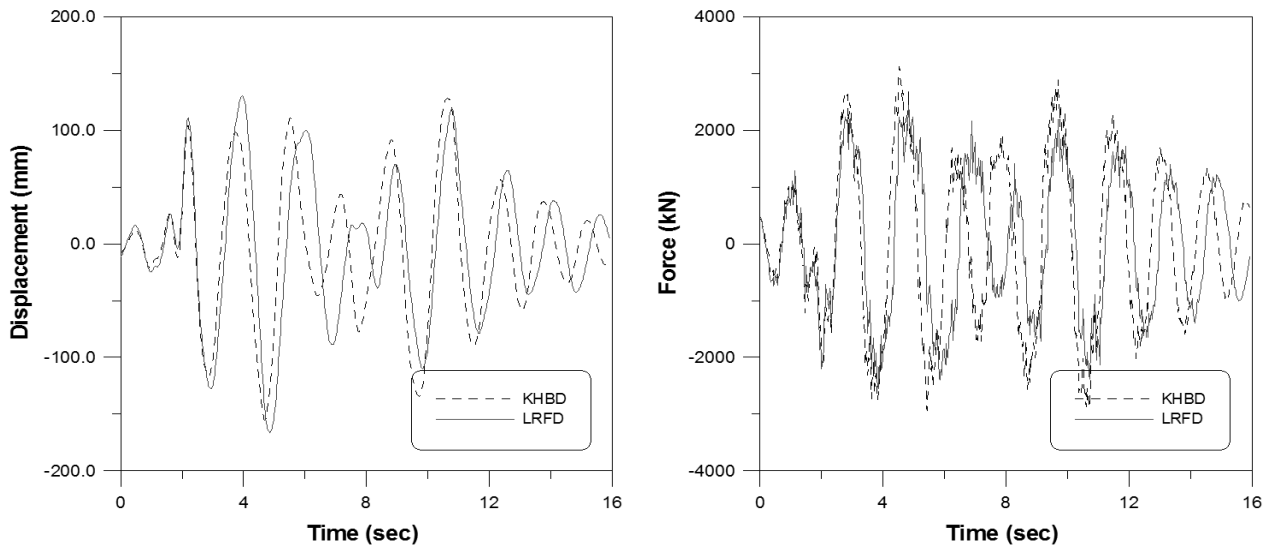 200.0
100.0
0.0
-100.0
-200.0
Displacement (mm)
0
4
8
12
16
Time (sec)
KHBD
LRFD
4000
2000
0
-2000
-4000
Force (kN)
0
4
8
12
16
Time (sec)
KHBD
LRFD